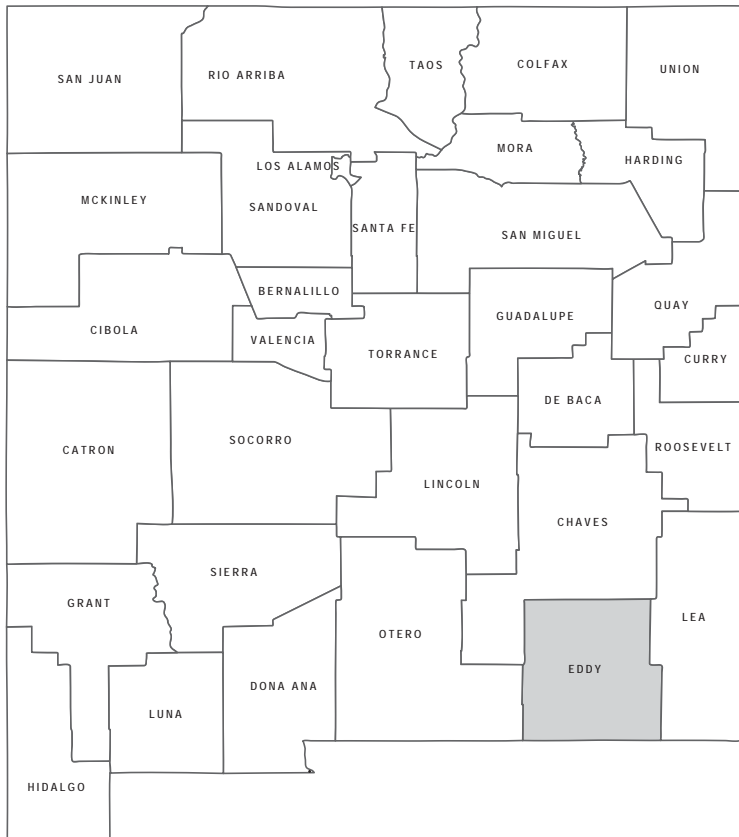 SAN JUAN
RIO ARRIBA
TAOS
COLFAX
UNION
MORA
HARDING
LOS ALAMOS
MCKINLEY
SANDOVAL
SANTA FE
SAN MIGUEL
BERNALILLO
QUAY
GUADALUPE
CIBOLA
VALENCIA
TORRANCE
CURRY
DE BACA
CATRON
SOCORRO
ROOSEVELT
LINCOLN
CHAVES
SIERRA
GRANT
LEA
OTERO
EDDY
DONA ANA
LUNA
HIDALGO